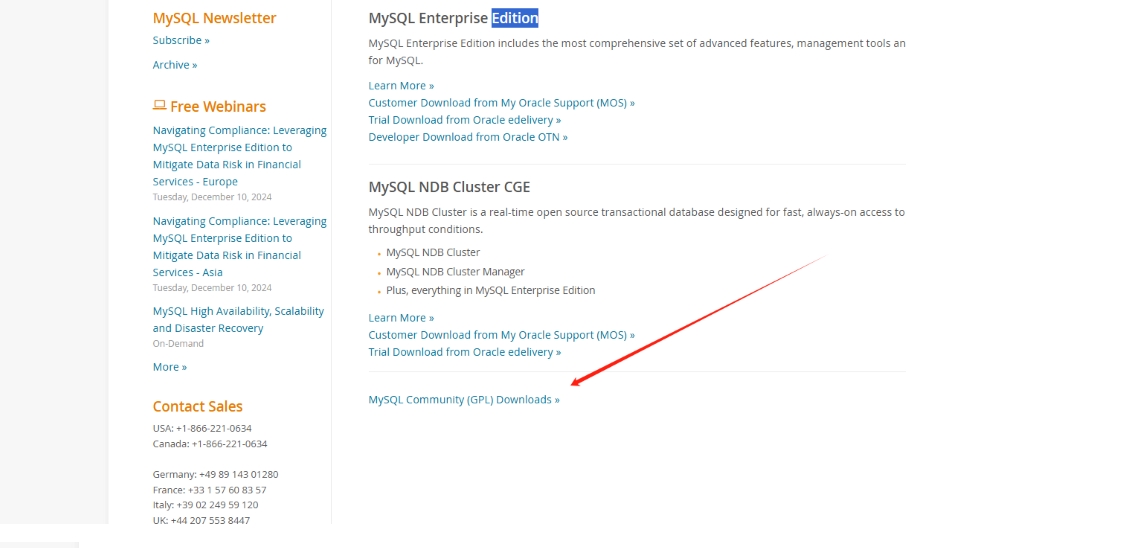 MySQL Newsletter
Subscribe »
Archive »
Free Webinars
Navigating Compliance: Leveraging
MySQL Enterprise Edition to
Mitigate Data Risk in Financial
Services - Europe
Tuesday, December 10, 2024
Navigating Compliance: Leveraging
MySQL Enterprise Edition to
Mitigate Data Risk in Financial
Services - Asia
Tuesday, December 10, 2024
MySQL High Availability, Scalability
and Disaster Recovery
On-Demand
More »
Contact Sales
USA: +1-866-221-0634
Canada: +1-866-221-0634
Germany: +49 89 143 01280
France: +33 1 57 60 83 57
Italy: +39 02 249 59 120
UK: +44 207 553 8447
MySQL Enterprise Edition
MySQL Enterprise Edition includes the most comprehensive set of advanced features, management tools an
for MySQL.
Learn More »
Customer Download from My Oracle Support (MOS) »
Trial Download from Oracle edelivery »
Developer Download from Oracle OTN »
MySQL NDB Cluster CGE
MySQL NDB Cluster is a real-time open source transactional database designed for fast, always-on access to
throughput conditions.
MySQL NDB Cluster
MySQL NDB Cluster Manager
Plus, everything in MySQL Enterprise Edition
Learn More »
Customer Download from My Oracle Support (MOS) »
Trial Download from Oracle edelivery »
MySQL Community (GPL) Downloads »